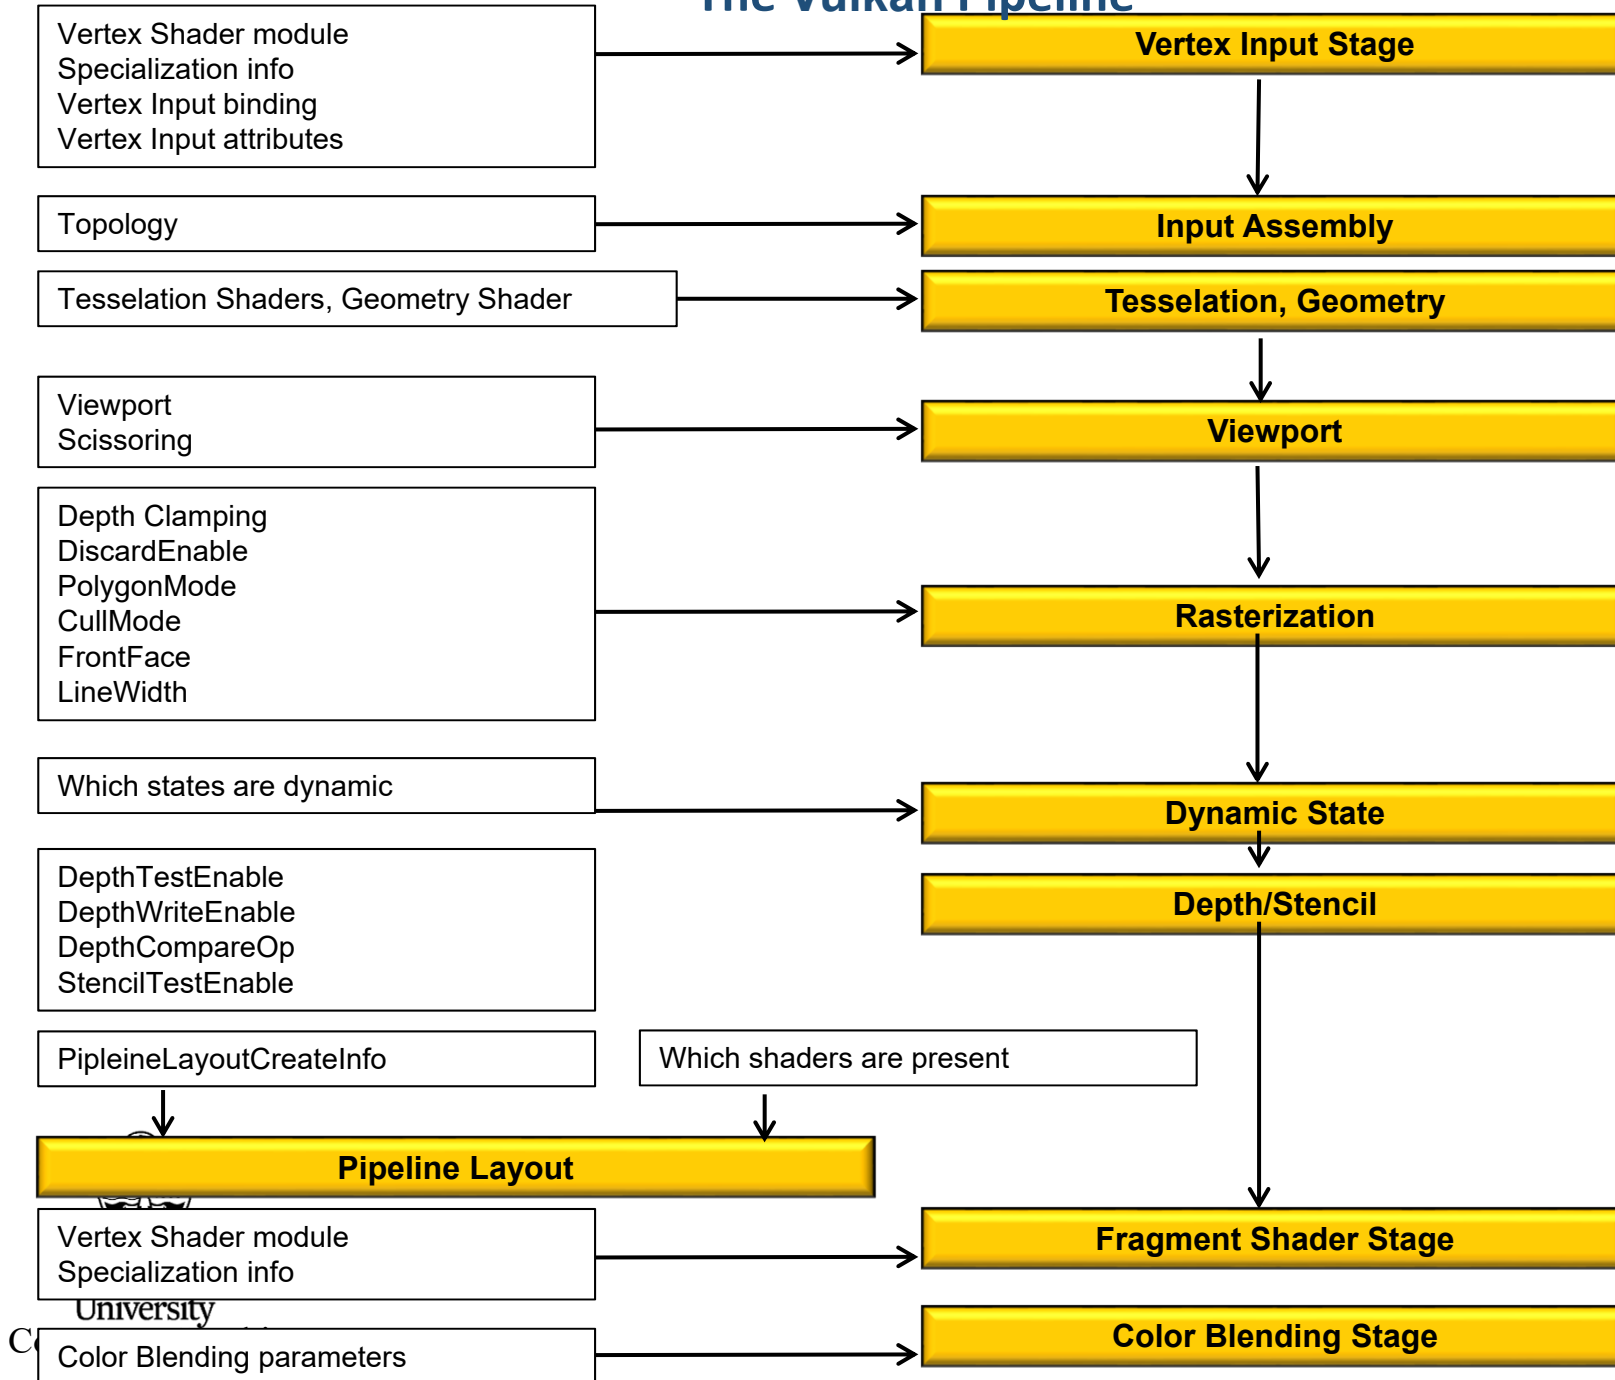 The Vulkan Pipeline
Vertex Shader module
Specialization info
Vertex Input binding
Vertex Input attributes
Vertex Input Stage
Topology
Input Assembly
Tesselation Shaders, Geometry Shader
Tesselation, Geometry
Viewport
Scissoring
Viewport
Depth Clamping
DiscardEnable
PolygonMode
CullMode
FrontFace
LineWidth
Rasterization
Which states are dynamic
Dynamic State
DepthTestEnable
DepthWriteEnable
DepthCompareOp
StencilTestEnable
Depth/Stencil
PipleineLayoutCreateInfo
Which shaders are present
Pipeline Layout
Vertex Shader module
Specialization info
Fragment Shader Stage
University
Color Blending parameters
Color Blending Stage